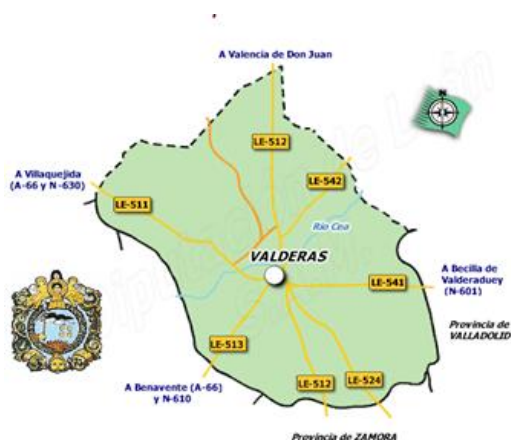 A Valencia de Don Juan
N
LE-512
A Villaquejida
(A-66 y N-630)
LE-542
LE-511
Río Cea
VALDERAS
LE-541
A Becilla de
Valderaduey
(N-601)
Provincia de
VALLADOLID
LE-513
LE-512
LE-524
A Benavente (A-66)
y N-610
Provincia de ZAMORA